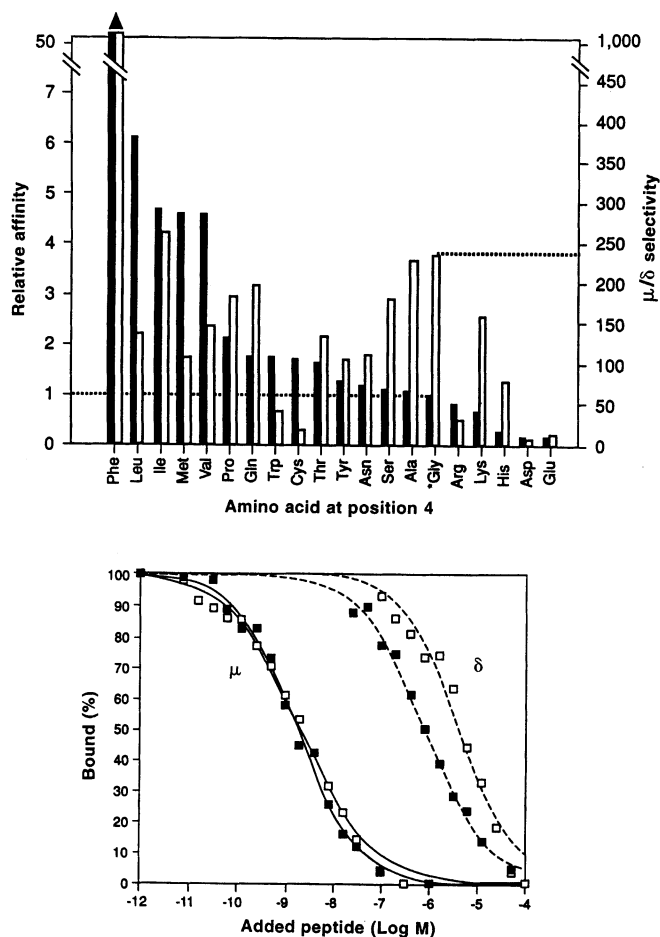 50
7
6
5
4
3
2
1
0
Relative affinity
1,000
450
400
350
300
250
200
150
100
50
0
μ/δ selectivity
Phe
Leu
Ile
Met
Val
Pro
Gln
Trp
Cys
Thr
Tyr
Asn
Ser
Ala
*Gly
Arg
Lys
His
Asp
Glu
Amino acid at position 4
100
90
80
70
60
50
40
30
20
10
0
Bound (%)
μ
δ
-12
-11
-10
-9
-8
-7
-6
-5
-4
Added peptide (Log M)